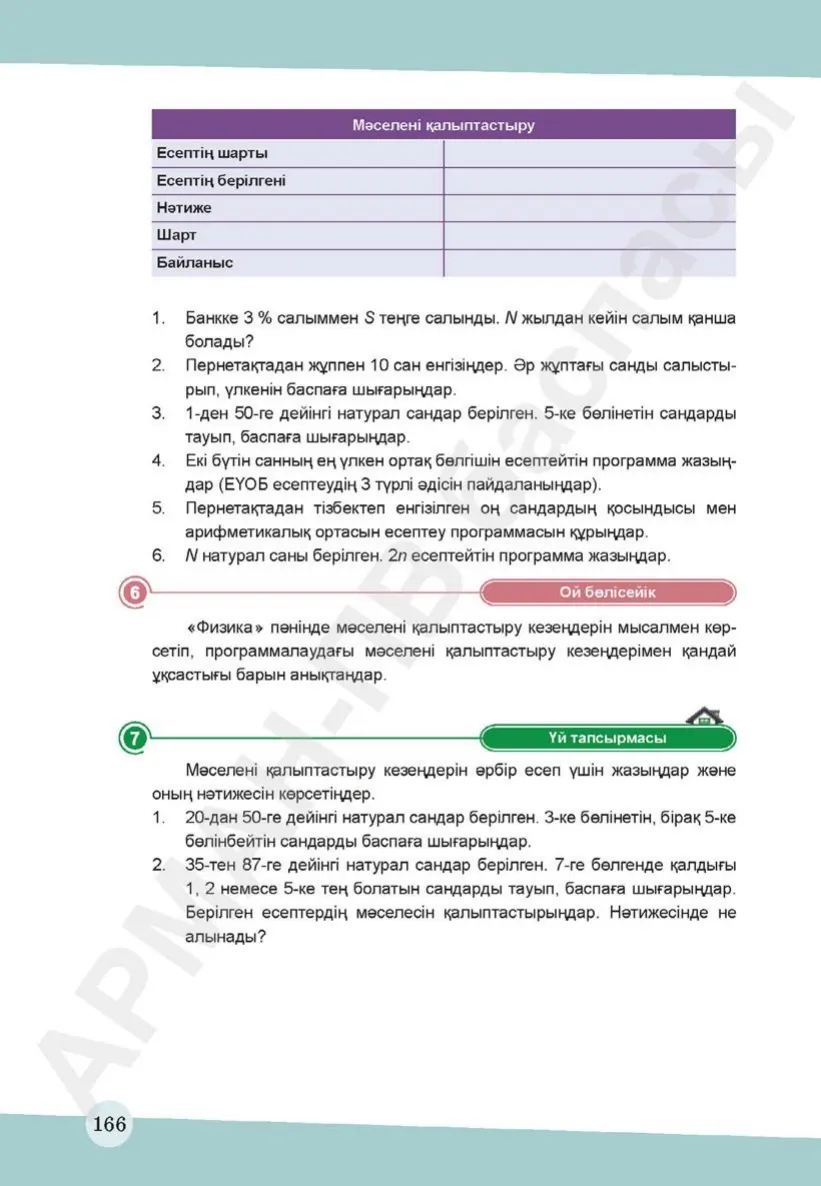 Мәселені қалыптастыру
Есептің шарты
Есептің берілгені
Нәтиже
Шарт
Байланыс
1. Банкке 3 % салыммен S теңге салынды. N жылдан кейін салым қанша
болады?
2. Пернетақтадан жұппен 10 сан енгізіңдер. Әр жұптағы санды салысты-
рып, үлкенін баспаға шығарыңдар.
3. 1-ден 50-ге дейінгі натурал сандар берілген. 5-ке бөлінетін сандарды
тауып, баспаға шығарыңдар.
4. Екі бүтін санның ең үлкен ортақ бөлгішін есептейтін программа жазың-
дар (ЕҮОБ есептеудің 3 түрлі әдісін пайдаланыңдар).
5. Пернетақтадан тізбектеп енгізілген оң сандардың қосындысы мен
арифметикалық ортасын есептеу программасын құрыңдар.
6. N натурал саны берілген. 2n есептейтін программа жазыңдар.
6 Ой бөлісейік
«Физика» пәнінде мәселені қалыптастыру кезеңдерін мысалмен көр-
сетіп, программалаудағы мәселені қалыптастыру кезеңдерімен қандай
ұқсастығы барын анықтаңдар.
7 Үй тапсырмасы
Мәселені қалыптастыру кезеңдерін әрбір есеп үшін жазыңдар және
оның нәтижесін көрсетіңдер.
1. 20-дан 50-ге дейінгі натурал сандар берілген. 3-ке бөлінетін, бірақ 5-ке
бөлінбейтін сандарды баспаға шығарыңдар.
2. 35-тен 87-ге дейінгі натурал сандар берілген. 7-ге бөлгенде қалдығы
1, 2 немесе 5-ке тең болатын сандарды тауып, баспаға шығарыңдар.
Берілген есептердің мәселесін қалыптастырыңдар. Нәтижесінде не
алынады?
166
АРМАН-ПВ баспасы